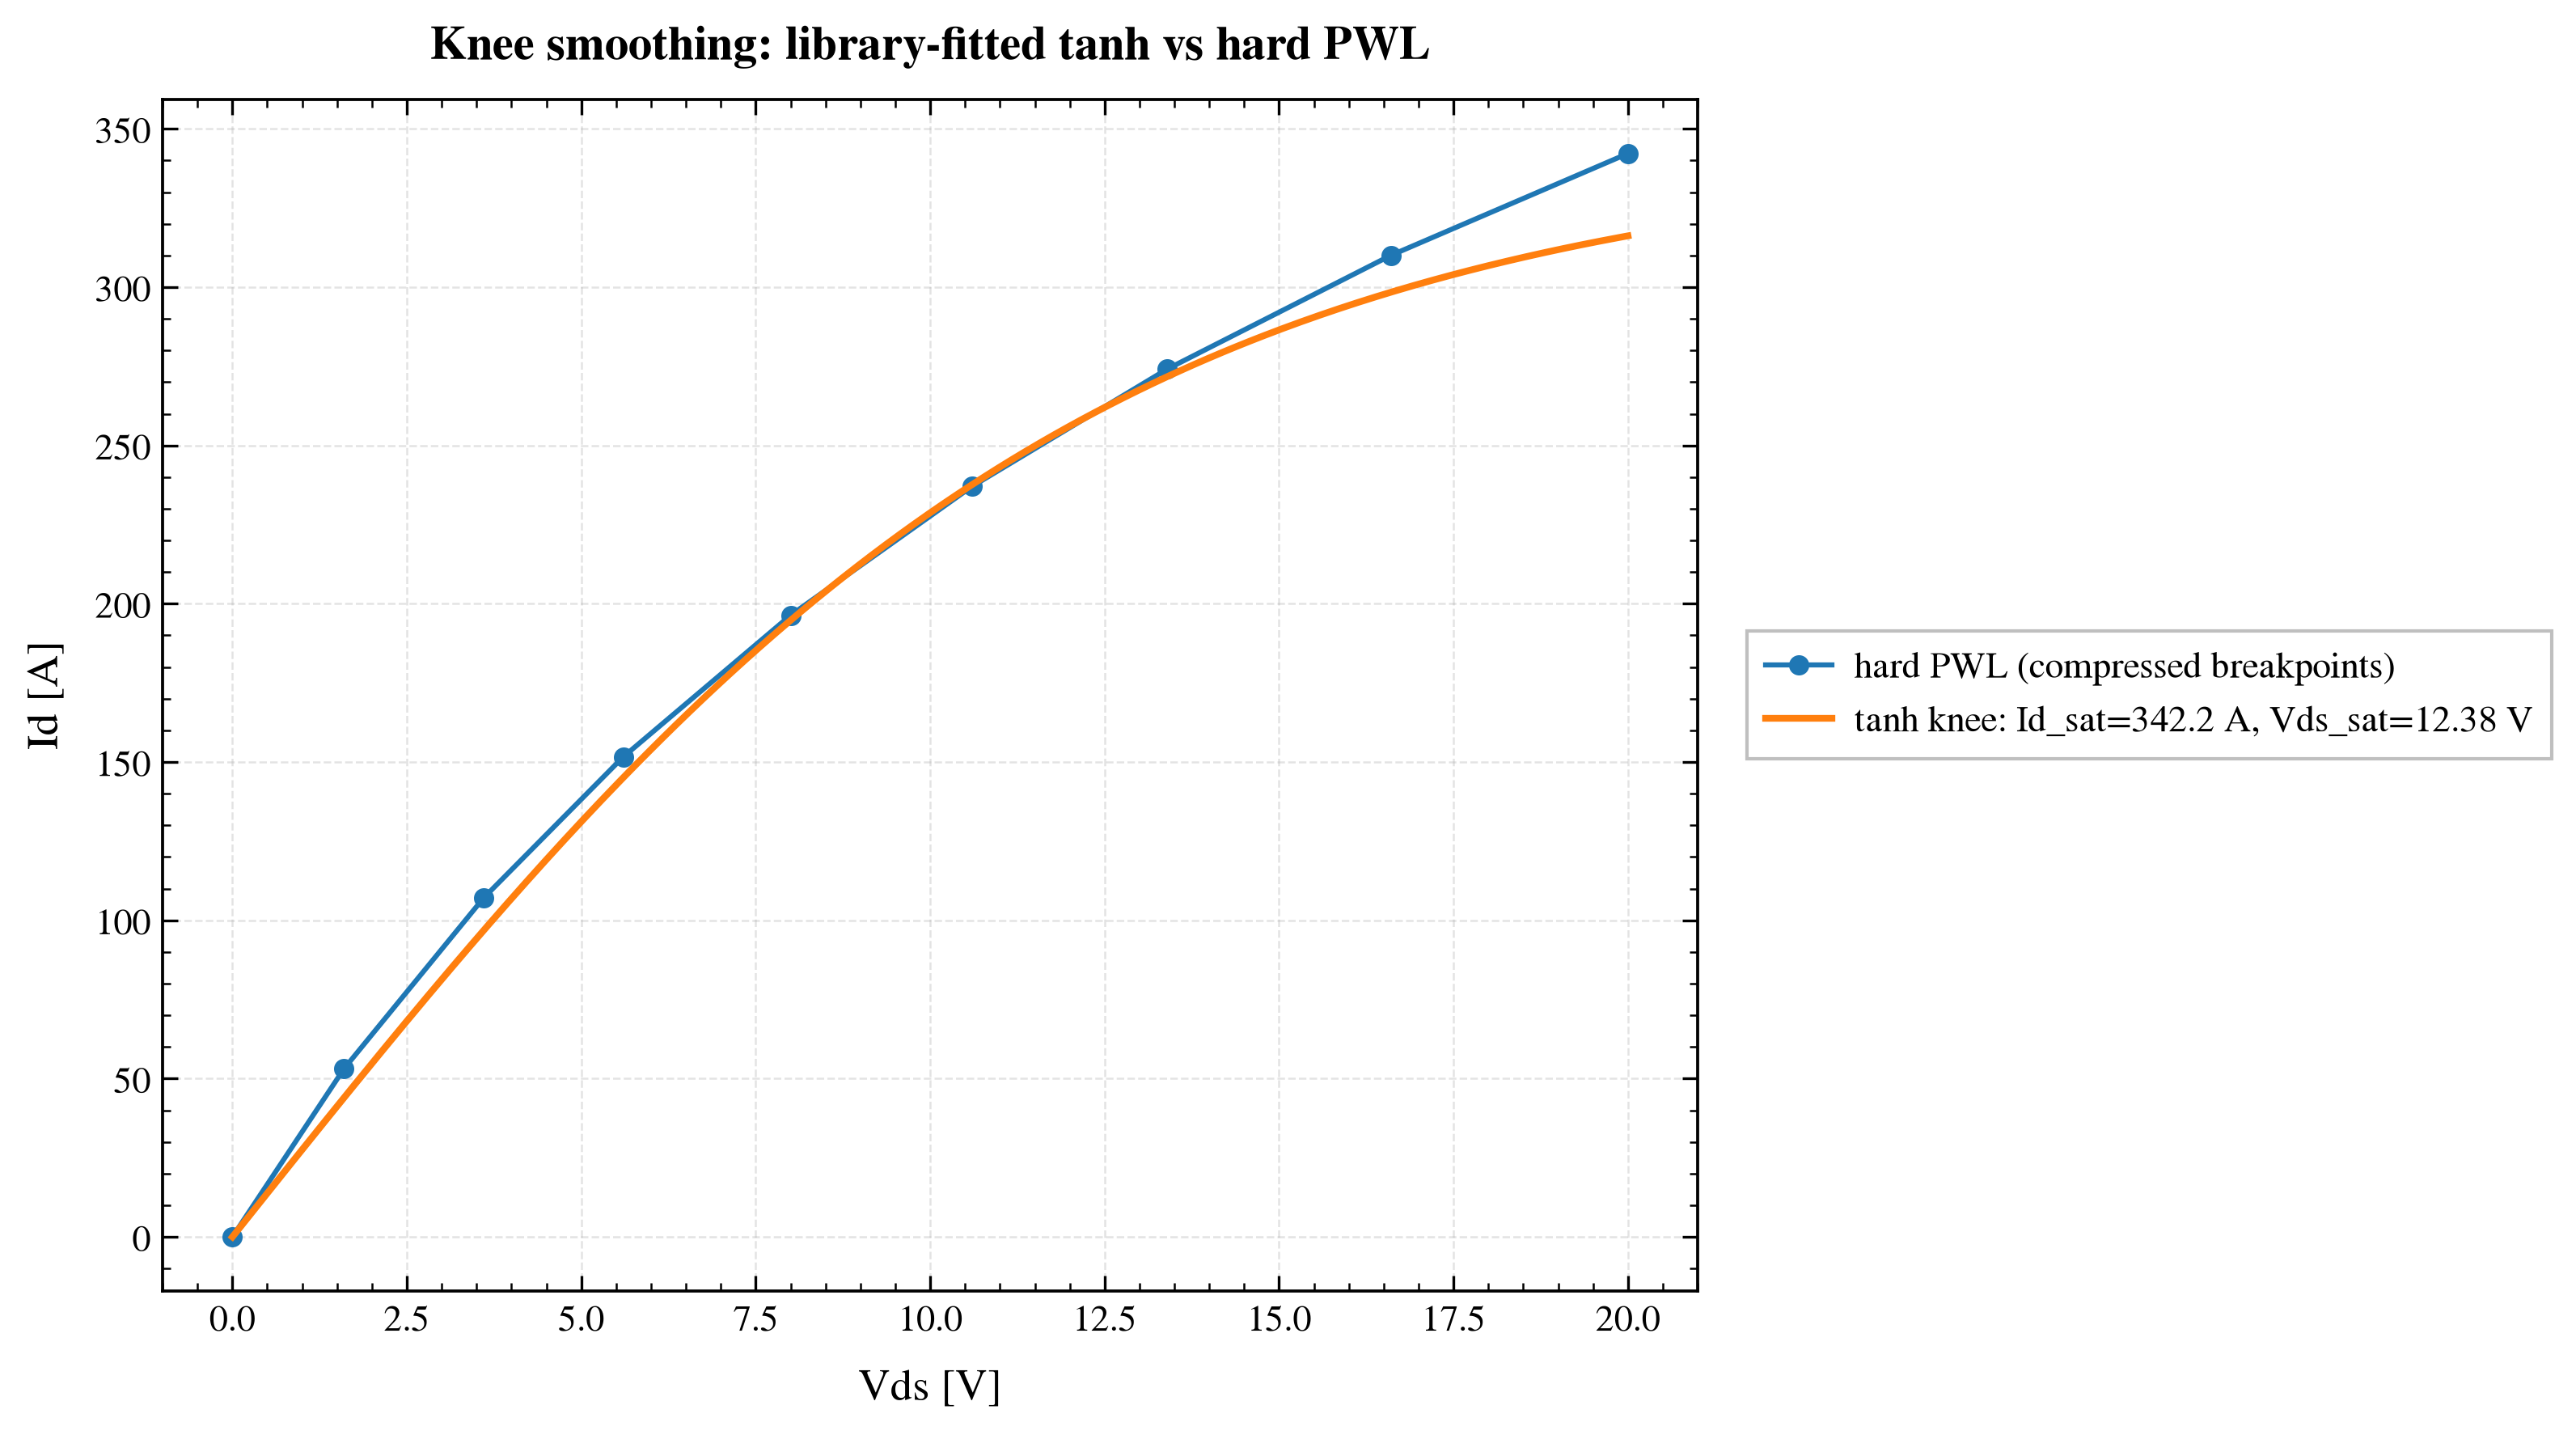 Knee smoothing: library-fitted tanh vs hard PWL
350
300
250
200
150
100
50
0
Id [A]
0.0 2.5 5.0 7.5 10.0 12.5 15.0 17.5 20.0
Vds [V]
hard PWL (compressed breakpoints)
tanh knee: Id_sat=342.2 A, Vds_sat=12.38 V